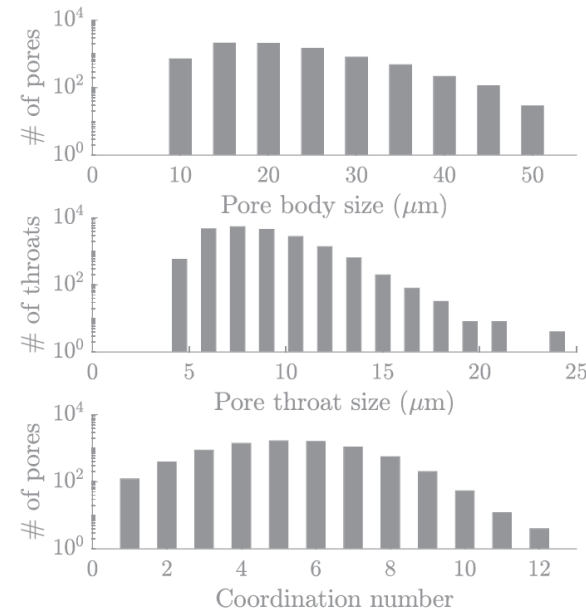 # of pores
10^4
10^2
10^0
0 10 20 30 40 50
Pore body size (μm)
# of throats
10^4
10^2
10^0
0 5 10 15 20 25
Pore throat size (μm)
# of pores
10^4
10^2
10^0
0 2 4 6 8 10 12
Coordination number